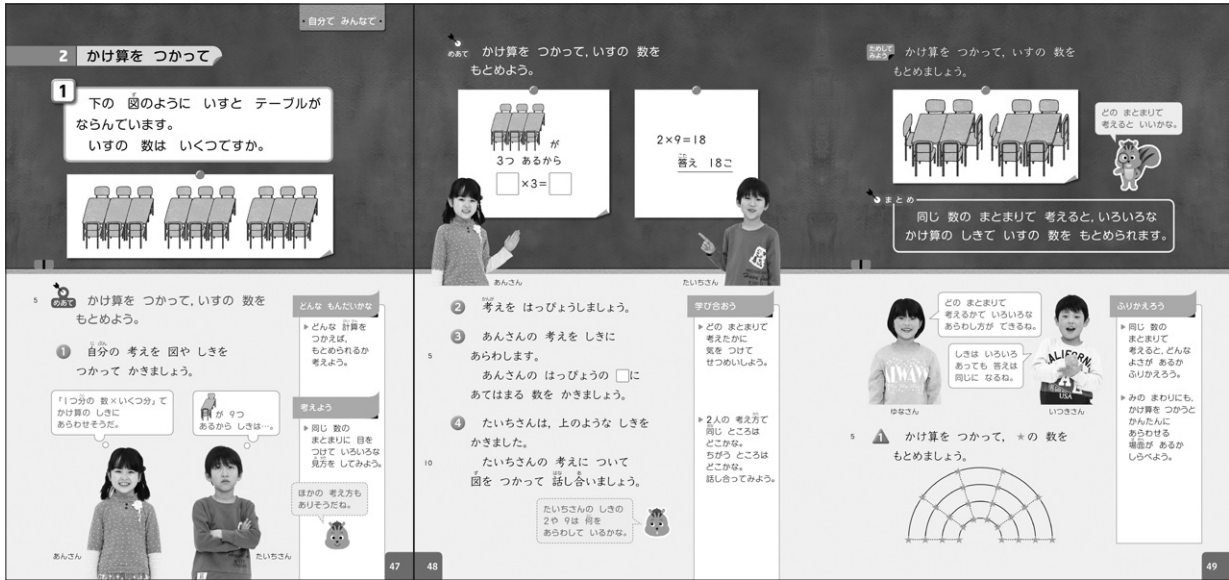 ・自分で みんなで・
2 かけ算を つかって
1
下の 図のように いすと テーブルが
ならんでいます。
いすの 数は いくつですか。
5
めあて
かけ算を つかって,いすの 数を
もとめよう。
1 自分の 考えを 図や しきを
つかって かきましょう。
「1つ分の 数×いくつ分」で
かけ算の しきに
あらわせそうだ。
が 9つ
あるから しきは…。
あんさん
たいちさん
どんな もんだいかな
▶どんな 計算を
つかえば,
もとめられるか
考えよう。
考えよう
▶同じ 数の
まとまりに 目を
つけて いろいろな
見方を してみよう。
ほかの 考え方も
ありそうだね。
47
めあて
かけ算を つかって,いすの 数を
もとめよう。
が
3つ あるから
□×3=□
2×9=18
答え 18こ
あんさん
たいちさん
2 考えを はっぴょうしましょう。
3 あんさんの 考えを しきに
5
あらわします。
あんさんの はっぴょうの □に
あてはまる 数を かきましょう。
4 たいちさんは,上のような しきを
かきました。
10
たいちさんの 考えに ついて
図を つかって 話し合いましょう。
たいちさんの しきの
2や 9は 何を
あらわして いるかな。
学び合おう
▶どの まとまりで
考えたかに
気を つけて
せつめいしよう。
▶2人の 考え方で
同じ ところは
どこかな。
ちがう ところは
どこかな。
話し合ってみよう。
48
ためして
みよう
かけ算を つかって,いすの 数を
もとめましょう。
どの まとまりで
考えると いいかな。
まとめ
同じ 数の まとまりで 考えると,いろいろな
かけ算の しきで いすの 数を もとめられます。
どの まとまりで
考えるかで いろいろな
あらわし方が できるね。
しきは いろいろ
あっても 答えは
同じに なるね。
ゆなさん
いつきさん
5
1 かけ算を つかって, ★の 数を
もとめましょう。
ふりかえろう
▶同じ 数の
まとまりで
考えると,どんな
よさが あるか
ふりかえろう。
▶みの まわりにも,
かけ算を つかうと
かんたんに
あらわせる
場面が あるか
しらべよう。
49